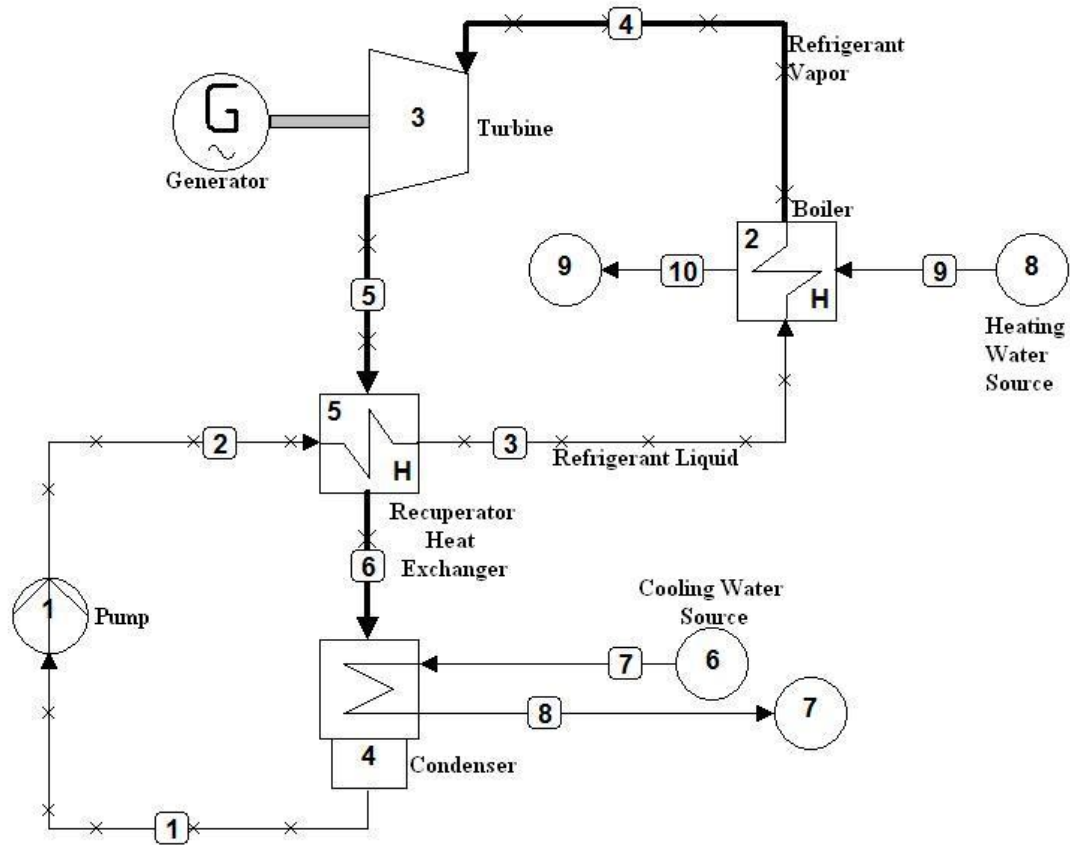 4
Refrigerant
Vapor
G
3
Turbine
Generator
Boiler
2
9
10
9
8
H
5
Heating
Water
Source
5
2
3
H
Refrigerant Liquid
Recuperator
Heat
Exchanger
6
Cooling Water
Source
1
Pump
7
6
8
7
4
Condenser
1